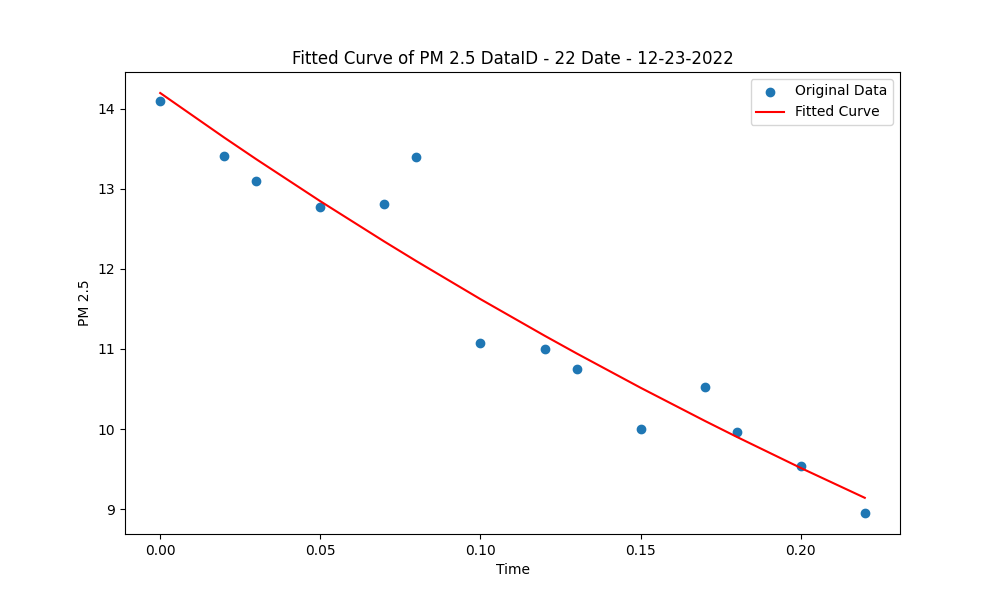 Fitted Curve of PM 2.5 DataID - 22 Date - 12-23-2022
Original Data
Fitted Curve
14
13
12
11
10
9
PM 2.5
0.00 0.05 0.10 0.15 0.20
Time